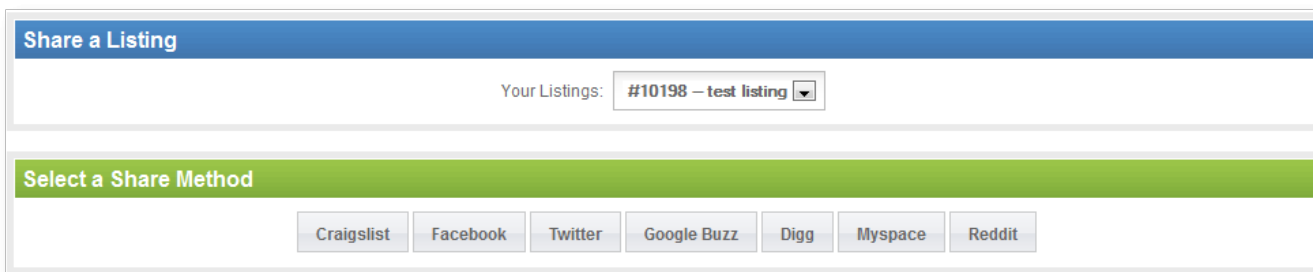 Share a Listing
Your Listings: #10198 – test listing
Select a Share Method
Craigslist Facebook Twitter Google Buzz Digg Myspace Reddit